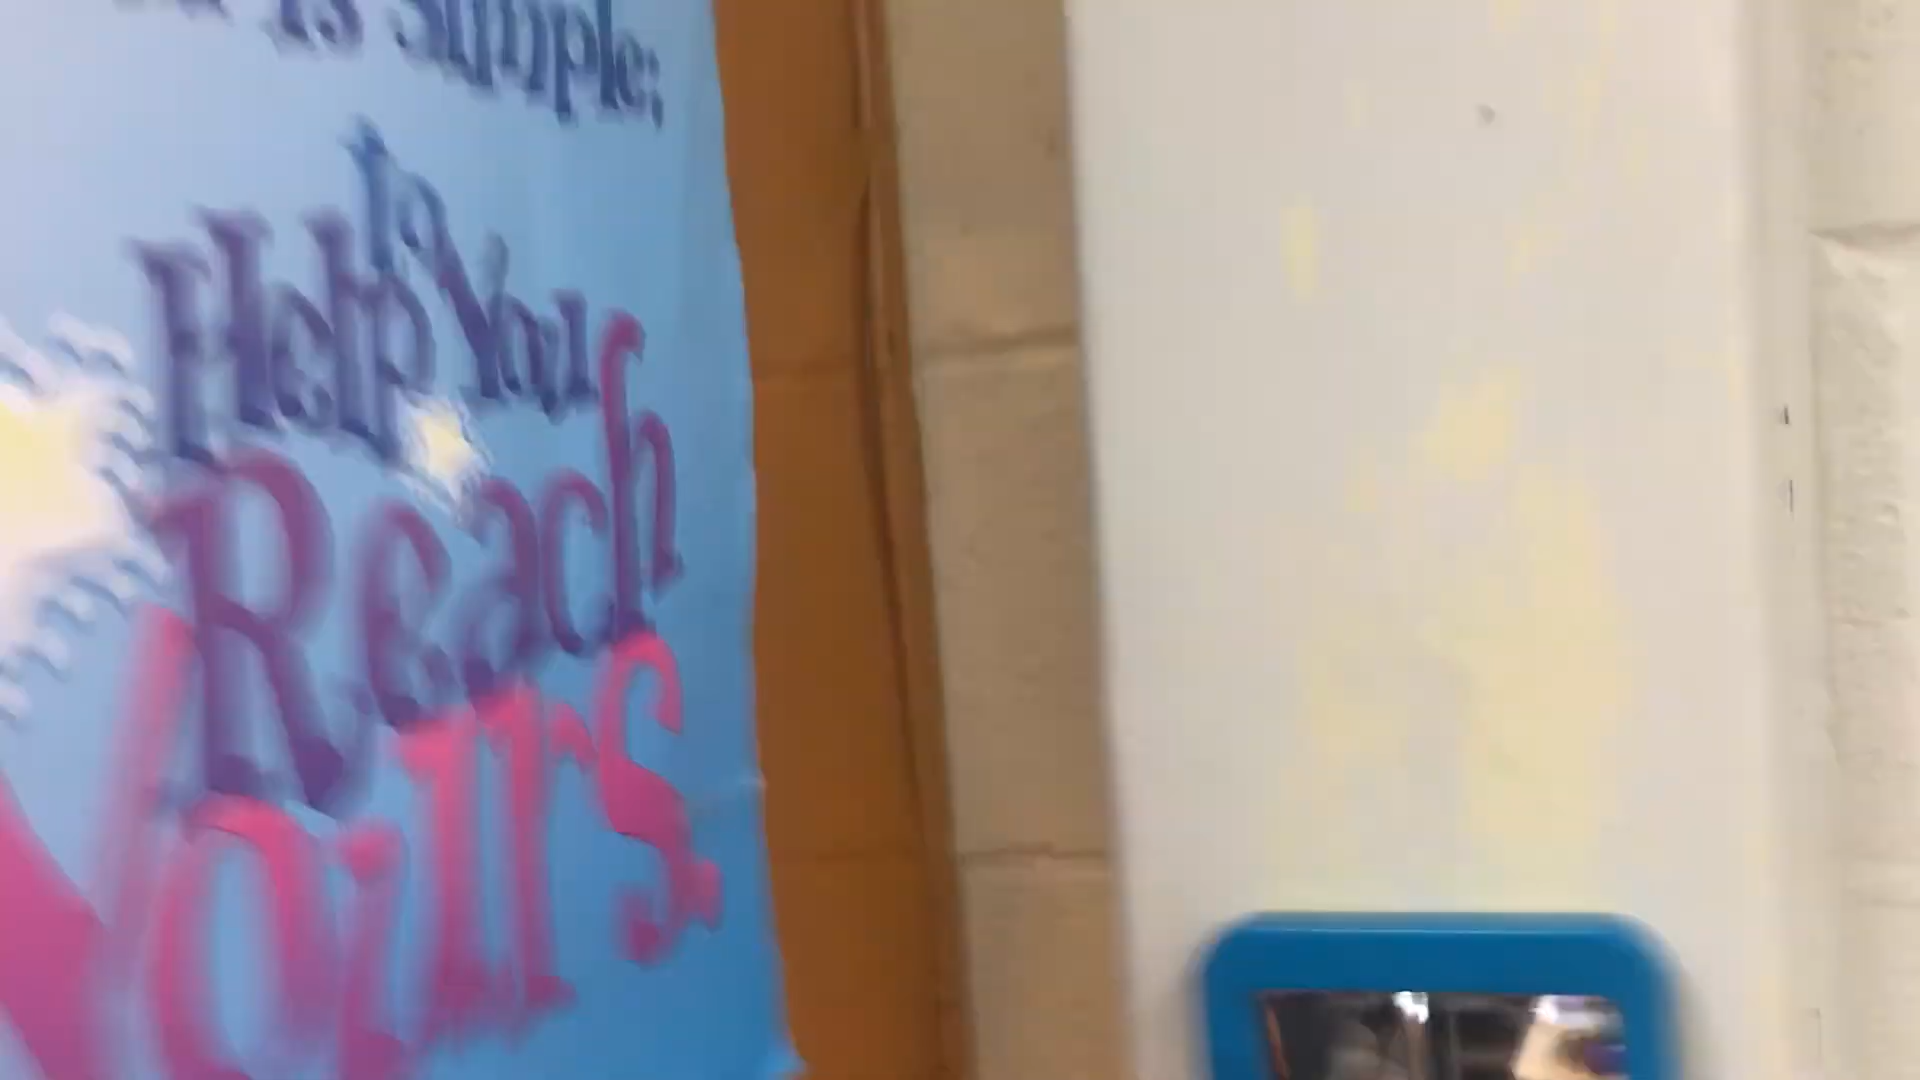 is simple:
To
Help You
Reach
Yours.